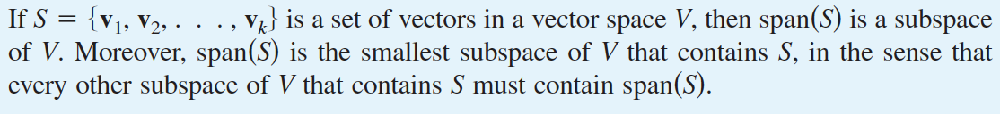 If S = {v₁, v₂, . . . , vₖ} is a set of vectors in a vector space V, then span(S) is a subspace
of V. Moreover, span(S) is the smallest subspace of V that contains S, in the sense that
every other subspace of V that contains S must contain span(S).